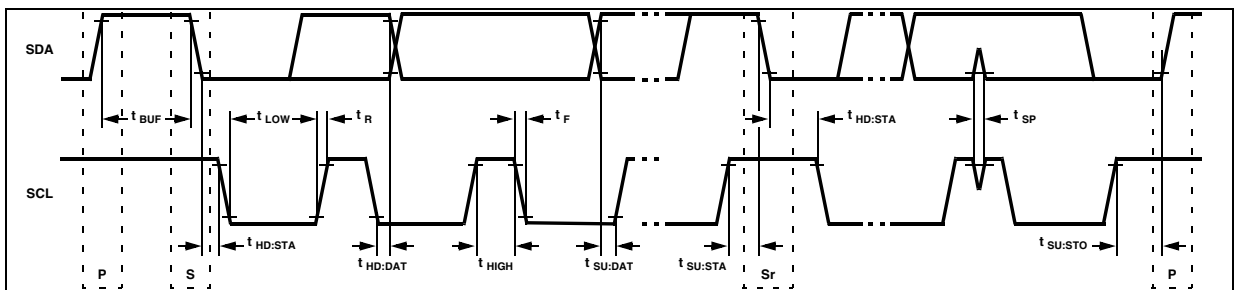 SDA
t BUF
t LOW
t R
t F
t HD:STA
t SP
SCL
t HD:STA
t HD:DAT
t HIGH
t SU:DAT
t SU:STA
t SU:STO
P
S
Sr
P